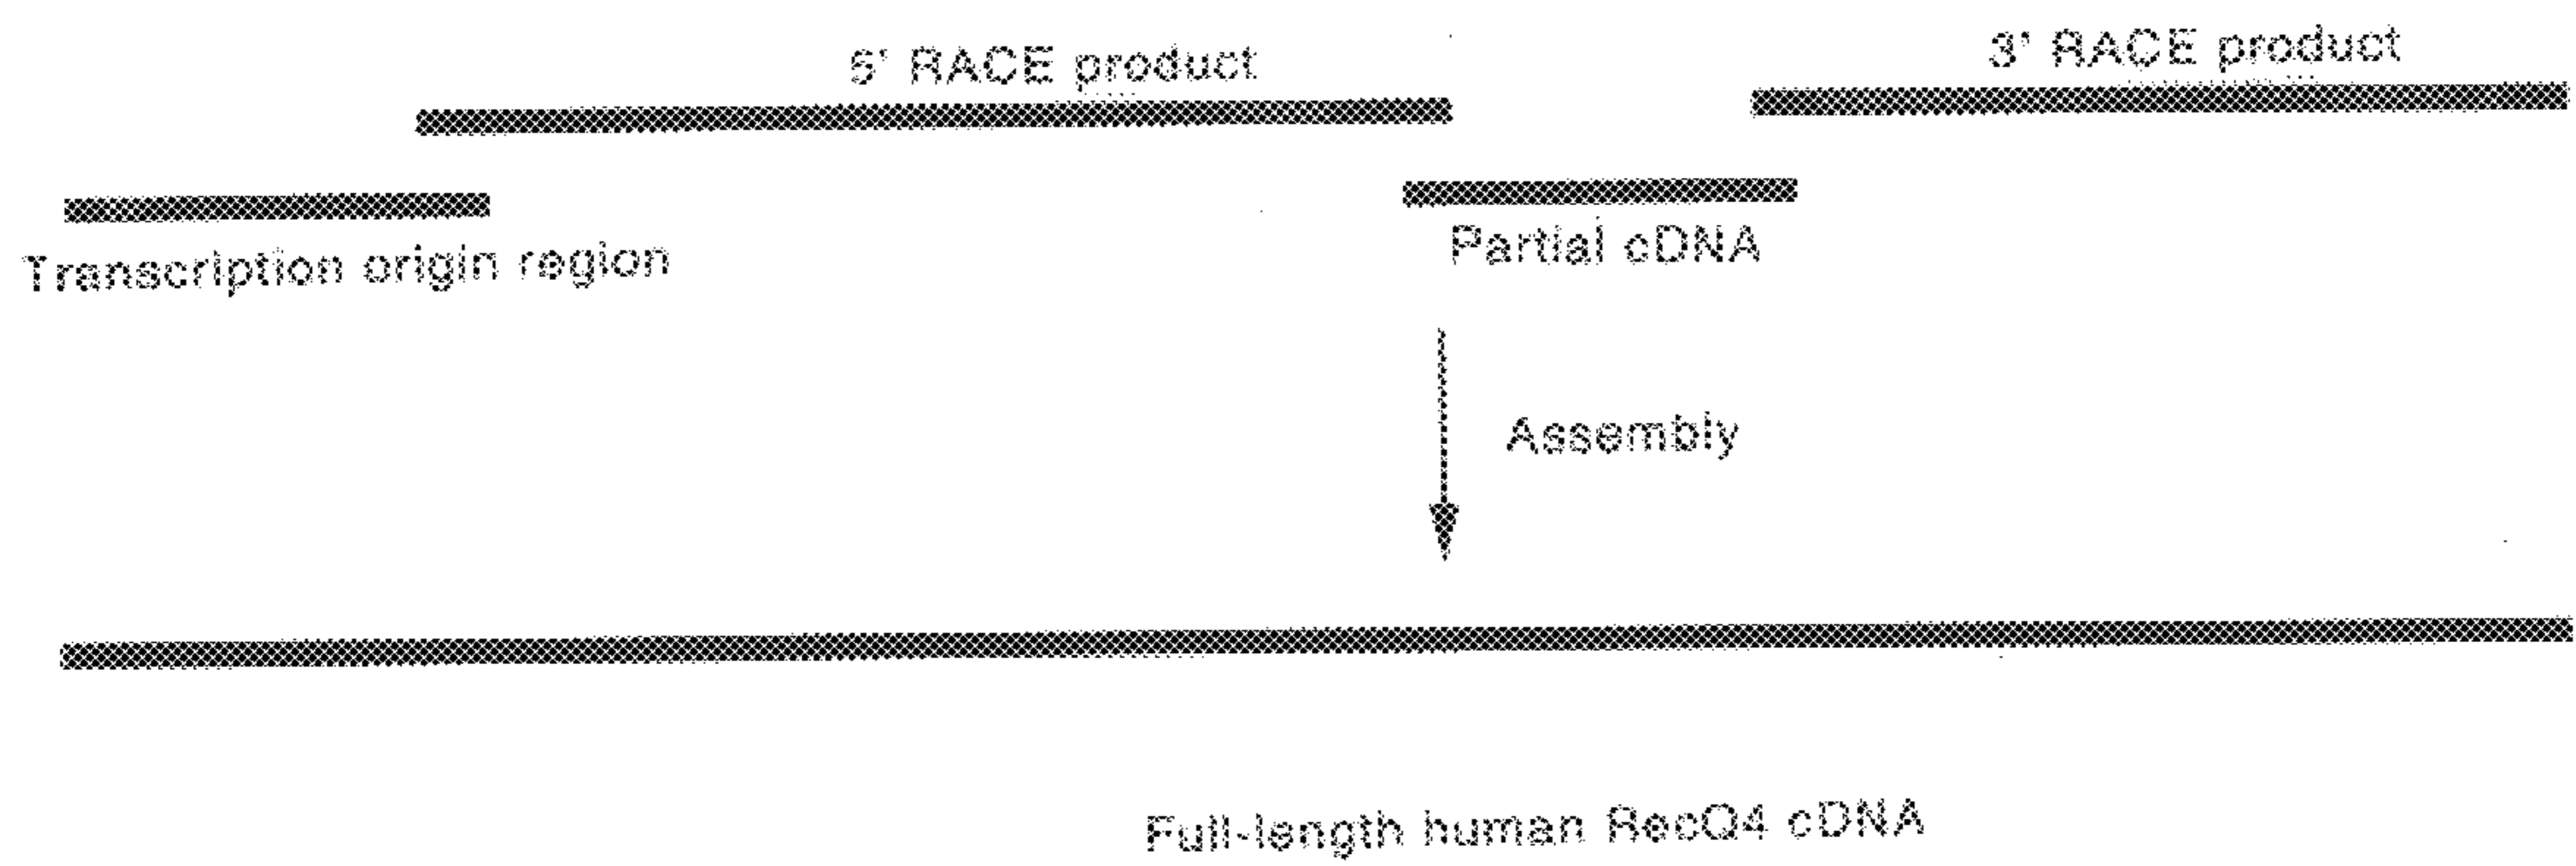 5' RACE product
3' RACE product
Transcription origin region
Partial cDNA
Assembly
Full-length human RecQ4 cDNA